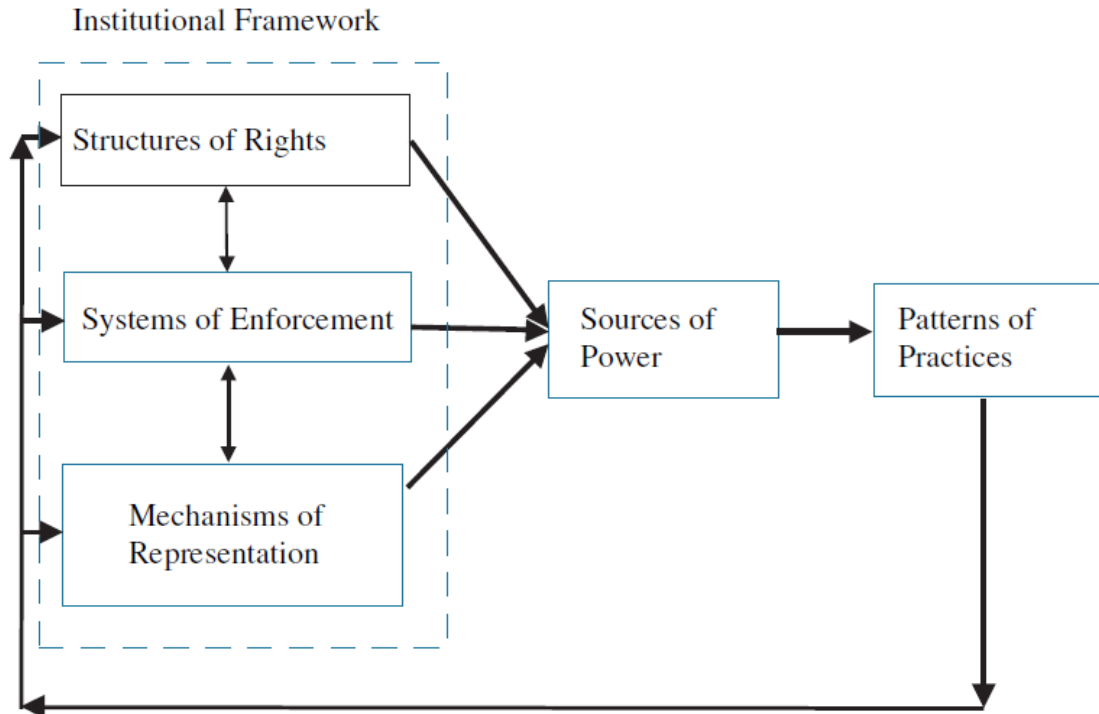 Institutional Framework
Structures of Rights
Systems of Enforcement
Mechanisms of
Representation
Sources of
Power
Patterns of
Practices